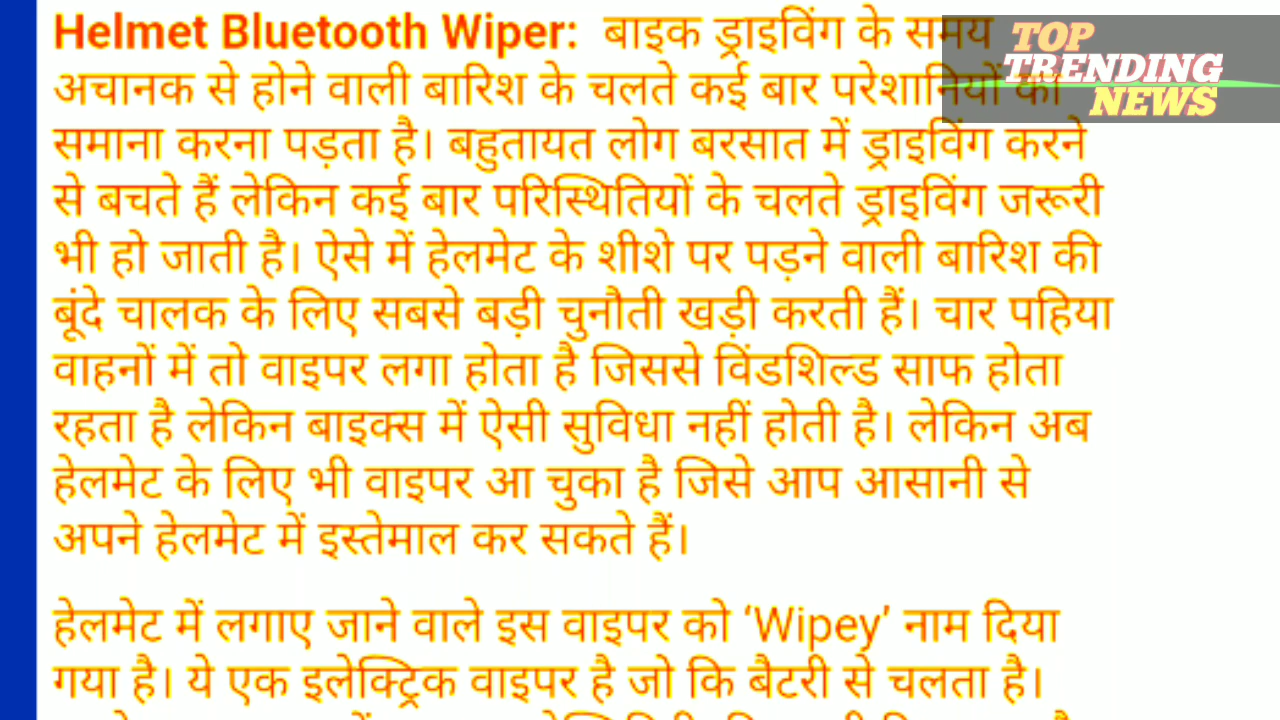 Helmet Bluetooth Wiper: बाइक ड्राइविंग के समय
अचानक से होने वाली बारिश के चलते कई बार परेशानियों का
समाना करना पड़ता है। बहुतायत लोग बरसात में ड्राइविंग करने
से बचते हैं लेकिन कई बार परिस्थितियों के चलते ड्राइविंग जरूरी
भी हो जाती है। ऐसे में हेलमेट के शीशे पर पड़ने वाली बारिश की
बूंदे चालक के लिए सबसे बड़ी चुनौती खड़ी करती हैं। चार पहिया
वाहनों में तो वाइपर लगा होता है जिससे विंडशिल्ड साफ होता
रहता है लेकिन बाइक्स में ऐसी सुविधा नहीं होती है। लेकिन अब
हेलमेट के लिए भी वाइपर आ चुका है जिसे आप आसानी से
अपने हेलमेट में इस्तेमाल कर सकते हैं।
हेलमेट में लगाए जाने वाले इस वाइपर को ‘Wipey’ नाम दिया
गया है। ये एक इलेक्ट्रिक वाइपर है जो कि बैटरी से चलता है।
TOP
TRENDING
NEWS